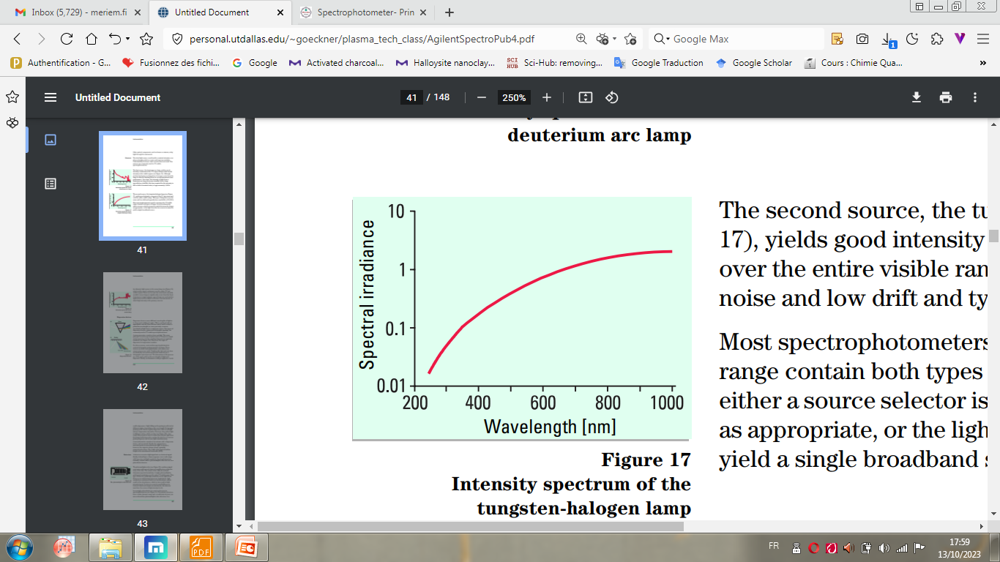 Inbox (5,729) - meriem.fi
Untitled Document
Spectrophotometer- Prin
personal.utdallas.edu/~goeckner/plasma_tech_class/AgilentSpectroPub4.pdf
Google Max
1
Authentification - G...
Fusionnez des fichi...
Google
Activated charcoal...
Halloysite nanoclay...
SCI HUB
Sci-Hub: removing...
Google Traduction
Google Scholar
Cours : Chimie Qua...
Untitled Document
41 / 148
250%
41
42
43
deuterium arc lamp
10
1
0.1
0.01
Spectral irradiance
200 400 600 800 1000
Wavelength [nm]
Figure 17
Intensity spectrum of the
tungsten-halogen lamp
The second source, the tu
17), yields good intensity
over the entire visible ran
noise and low drift and ty
Most spectrophotometers
range contain both types
either a source selector is
as appropriate, or the ligh
yield a single broadband s
PDF
FR
17:59
13/10/2023